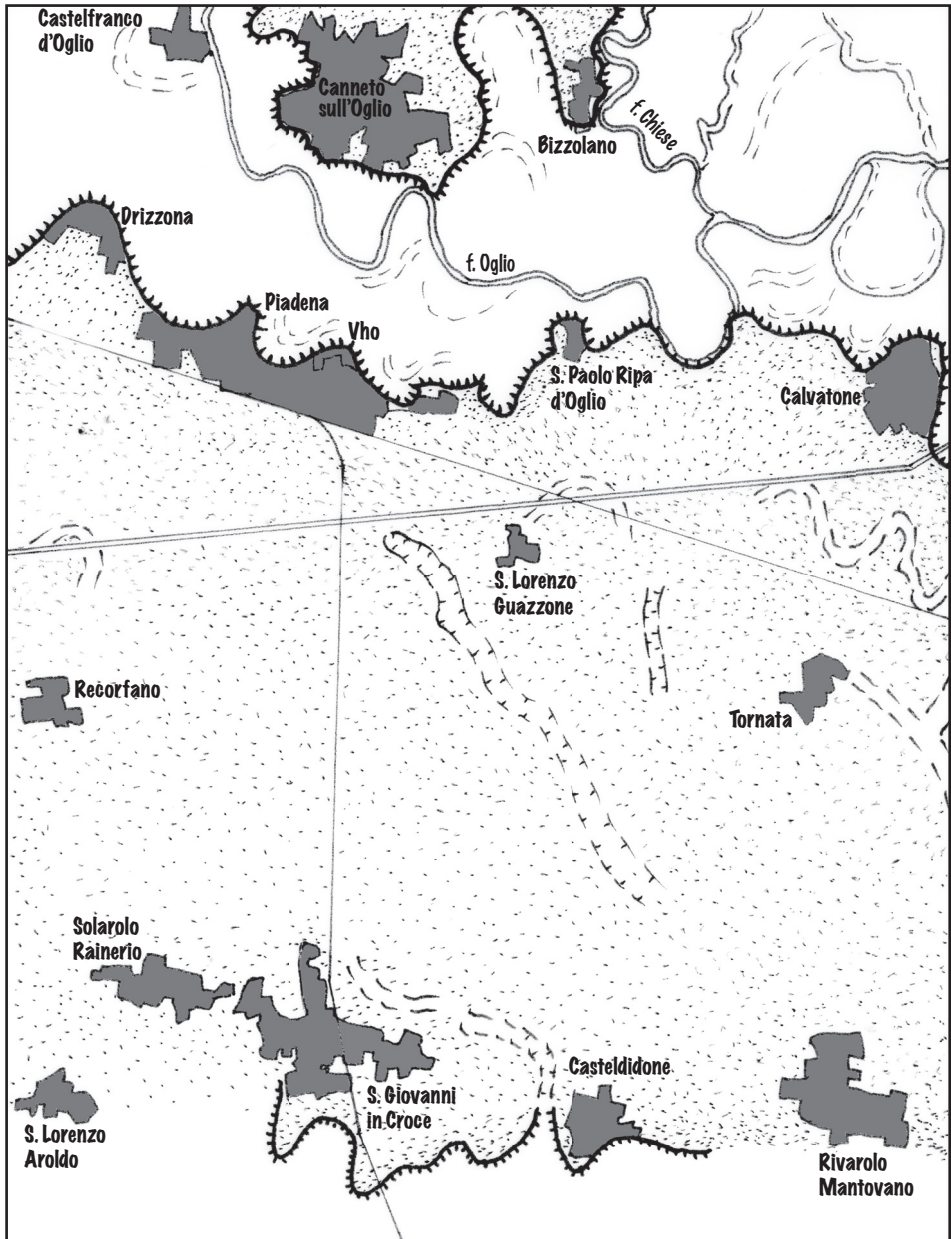 Castelfranco
d'Oglio
Canneto
sull'Oglio
Bizzolano
f. Chiese
Drizzona
f. Oglio
Piadena
Vho
S. Paolo Ripa
d'Oglio
Calvatone
S. Lorenzo
Guazzone
Recorfano
Tornata
Solarolo
Rainerio
Casteldidone
S. Giovanni
in Croce
S. Lorenzo
Aroldo
Rivarolo
Mantovano